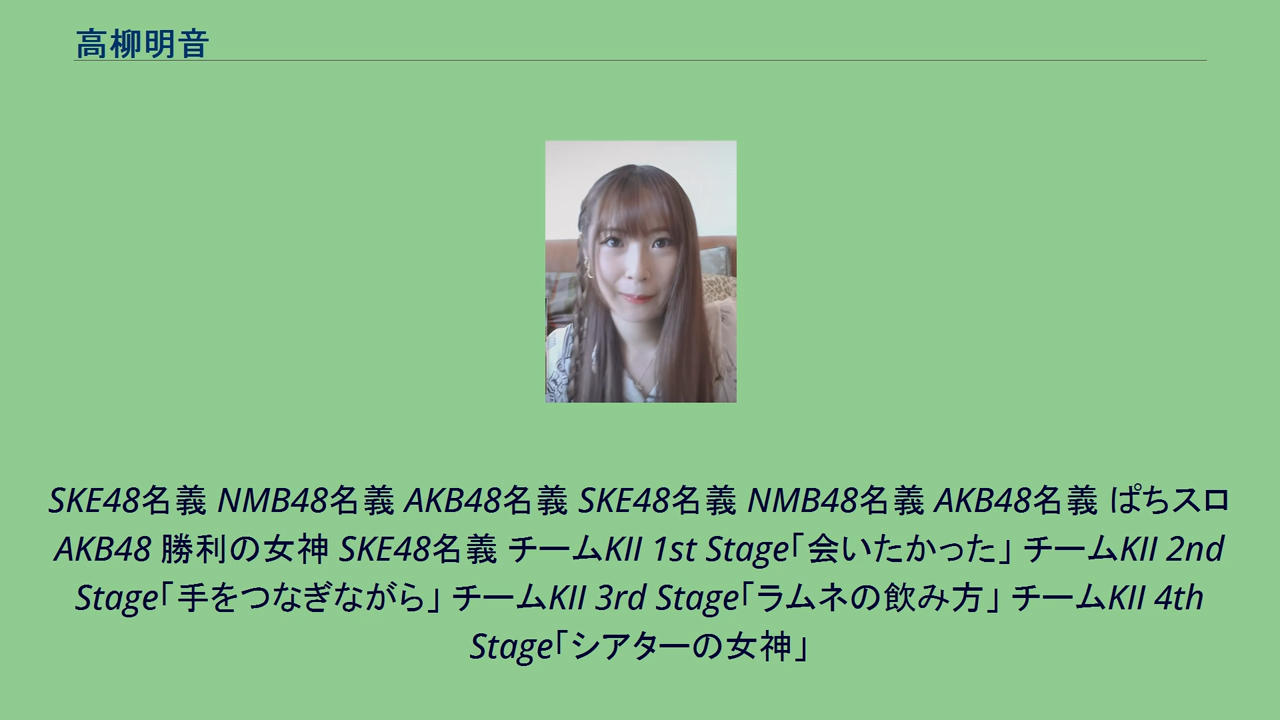 高柳明音
SKE48名義 NMB48名義 AKB48名義 SKE48名義 NMB48名義 AKB48名義 ぱちスロ
AKB48 勝利の女神 SKE48名義 チームKII 1st Stage「会いたかった」 チームKII 2nd
Stage「手をつなぎながら」 チームKII 3rd Stage「ラムネの飲み方」 チームKII 4th
Stage「シアターの女神」